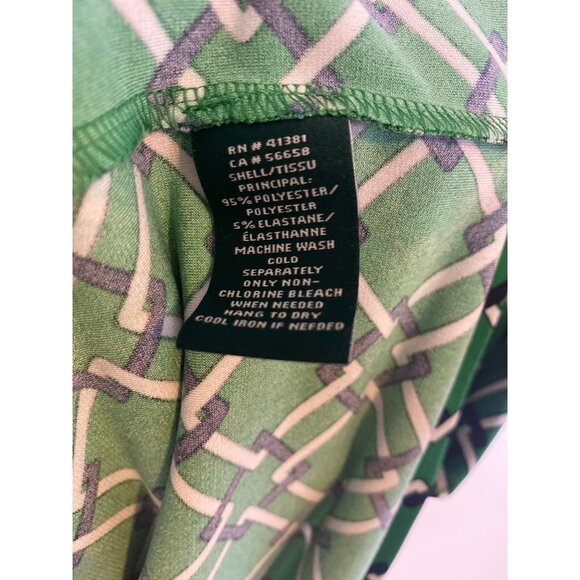 RN # 41381
CA # 56658
SHELL/TISSU
PRINCIPAL:
95% POLYESTER/
POLYESTER
5% ELASTANE/
ÉLASTHANNE
MACHINE WASH
COLD
SEPARATELY
ONLY NON-
CHLORINE BLEACH
WHEN NEEDED
HANG TO DRY
COOL IRON IF NEEDED